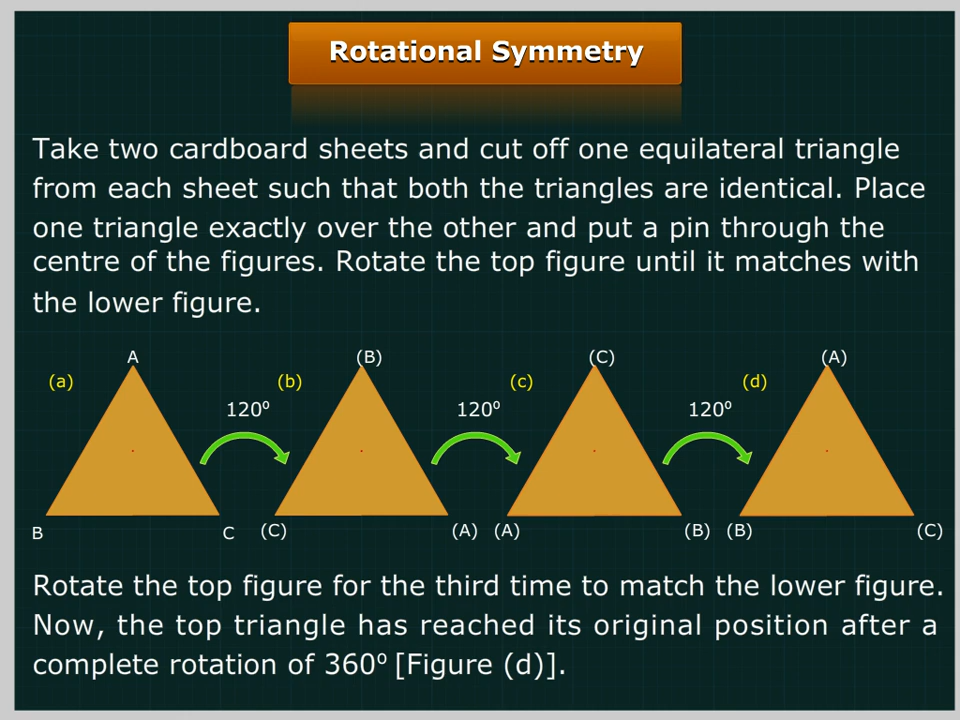 Rotational Symmetry
Take two cardboard sheets and cut off one equilateral triangle
from each sheet such that both the triangles are identical. Place
one triangle exactly over the other and put a pin through the
centre of the figures. Rotate the top figure until it matches with
the lower figure.
A (B) (C) (A)
(a) (b) (c) (d)
120⁰ 120⁰ 120⁰
B C (C) (A) (A) (B) (B) (C)
Rotate the top figure for the third time to match the lower figure.
Now, the top triangle has reached its original position after a
complete rotation of 360⁰ [Figure (d)].